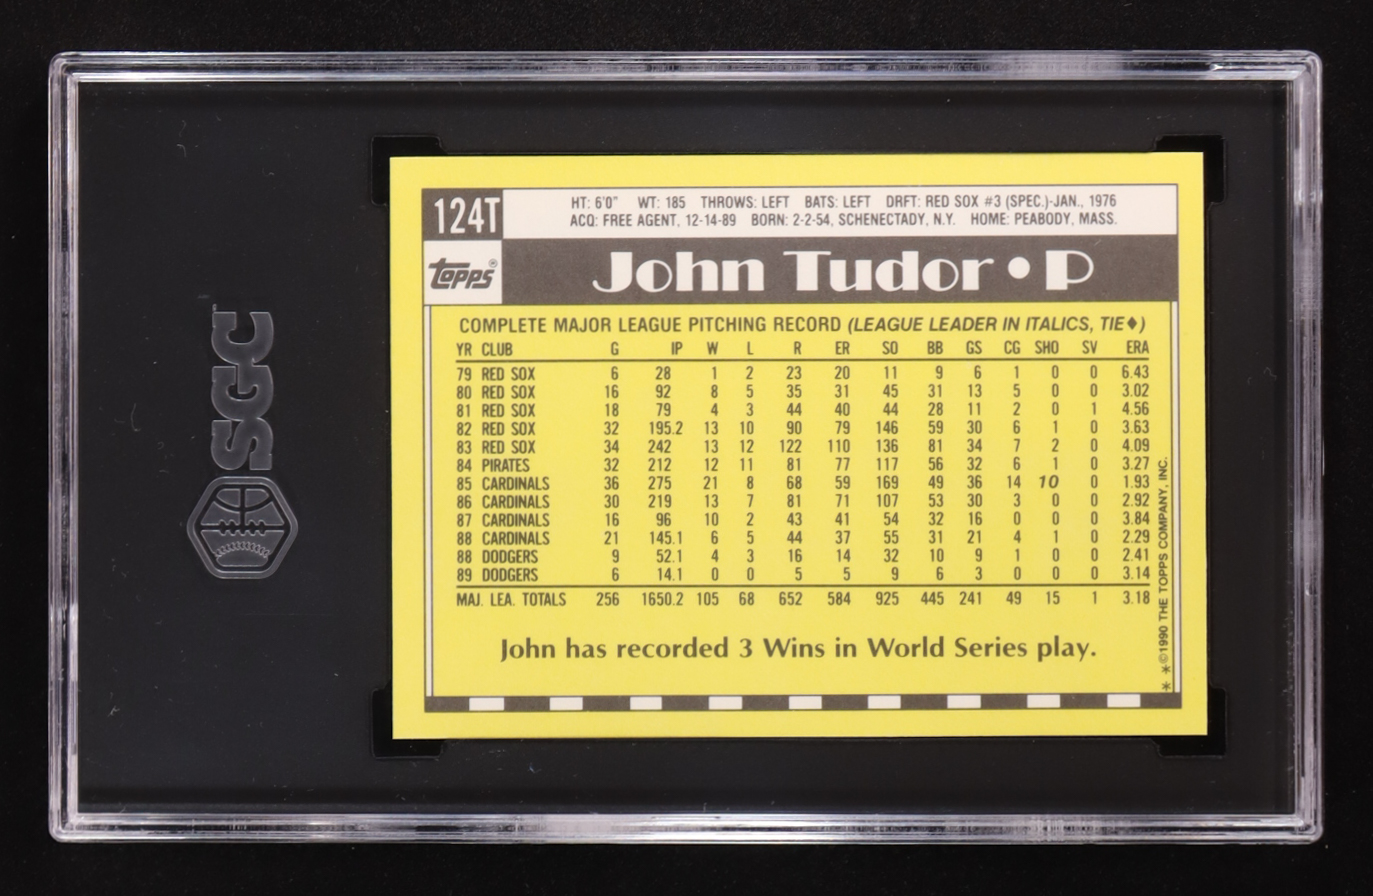 SGC
124T
HT: 6'0" WT: 185 THROWS: LEFT BATS: LEFT DRFT: RED SOX #3 (SPEC.)-JAN., 1976
ACQ: FREE AGENT, 12-14-89 BORN: 2-2-54, SCHENECTADY, N.Y. HOME: PEABODY, MASS.
topps®
John Tudor • P
COMPLETE MAJOR LEAGUE PITCHING RECORD (LEAGUE LEADER IN ITALICS, TIE♦)
YR CLUB G IP W L R ER SO BB GS CG SHO SV ERA
79 RED SOX 6 28 1 2 23 20 11 9 6 1 0 0 6.43
80 RED SOX 16 92 8 5 35 31 45 31 13 5 0 0 3.02
81 RED SOX 18 79 4 3 44 40 44 28 11 2 0 1 4.56
82 RED SOX 32 195.2 13 10 90 79 146 59 30 6 1 0 3.63
83 RED SOX 34 242 13 12 122 110 136 81 34 7 2 0 4.09
84 PIRATES 32 212 12 11 81 77 117 56 32 6 1 0 3.27
85 CARDINALS 36 275 21 8 68 59 169 49 36 14 10 0 1.93
86 CARDINALS 30 219 13 7 81 71 107 53 30 3 0 0 2.92
87 CARDINALS 16 96 10 2 43 41 54 32 16 0 0 0 3.84
88 CARDINALS 21 145.1 6 5 44 37 55 31 21 4 1 0 2.29
88 DODGERS 9 52.1 4 3 16 14 32 10 9 1 0 0 2.41
89 DODGERS 6 14.1 0 0 5 5 9 6 3 0 0 0 3.14
MAJ. LEA. TOTALS 256 1650.2 105 68 652 584 925 445 241 49 15 1 3.18
John has recorded 3 Wins in World Series play.
* *©1990 THE TOPPS COMPANY, INC.